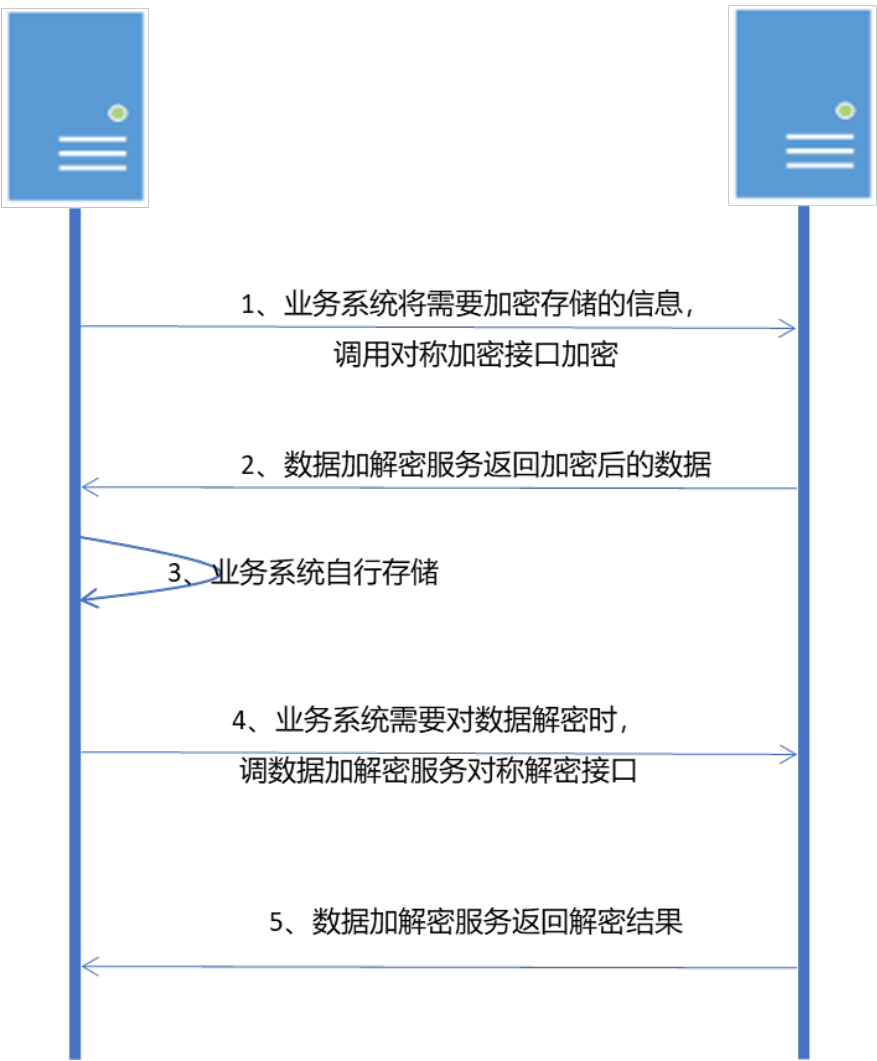 1、业务系统将需要加密存储的信息，
调用对称加密接口加密
2、数据加解密服务返回加密后的数据
3、业务系统自行存储
4、业务系统需要对数据解密时，
调数据加解密服务对称解密接口
5、数据加解密服务返回解密结果